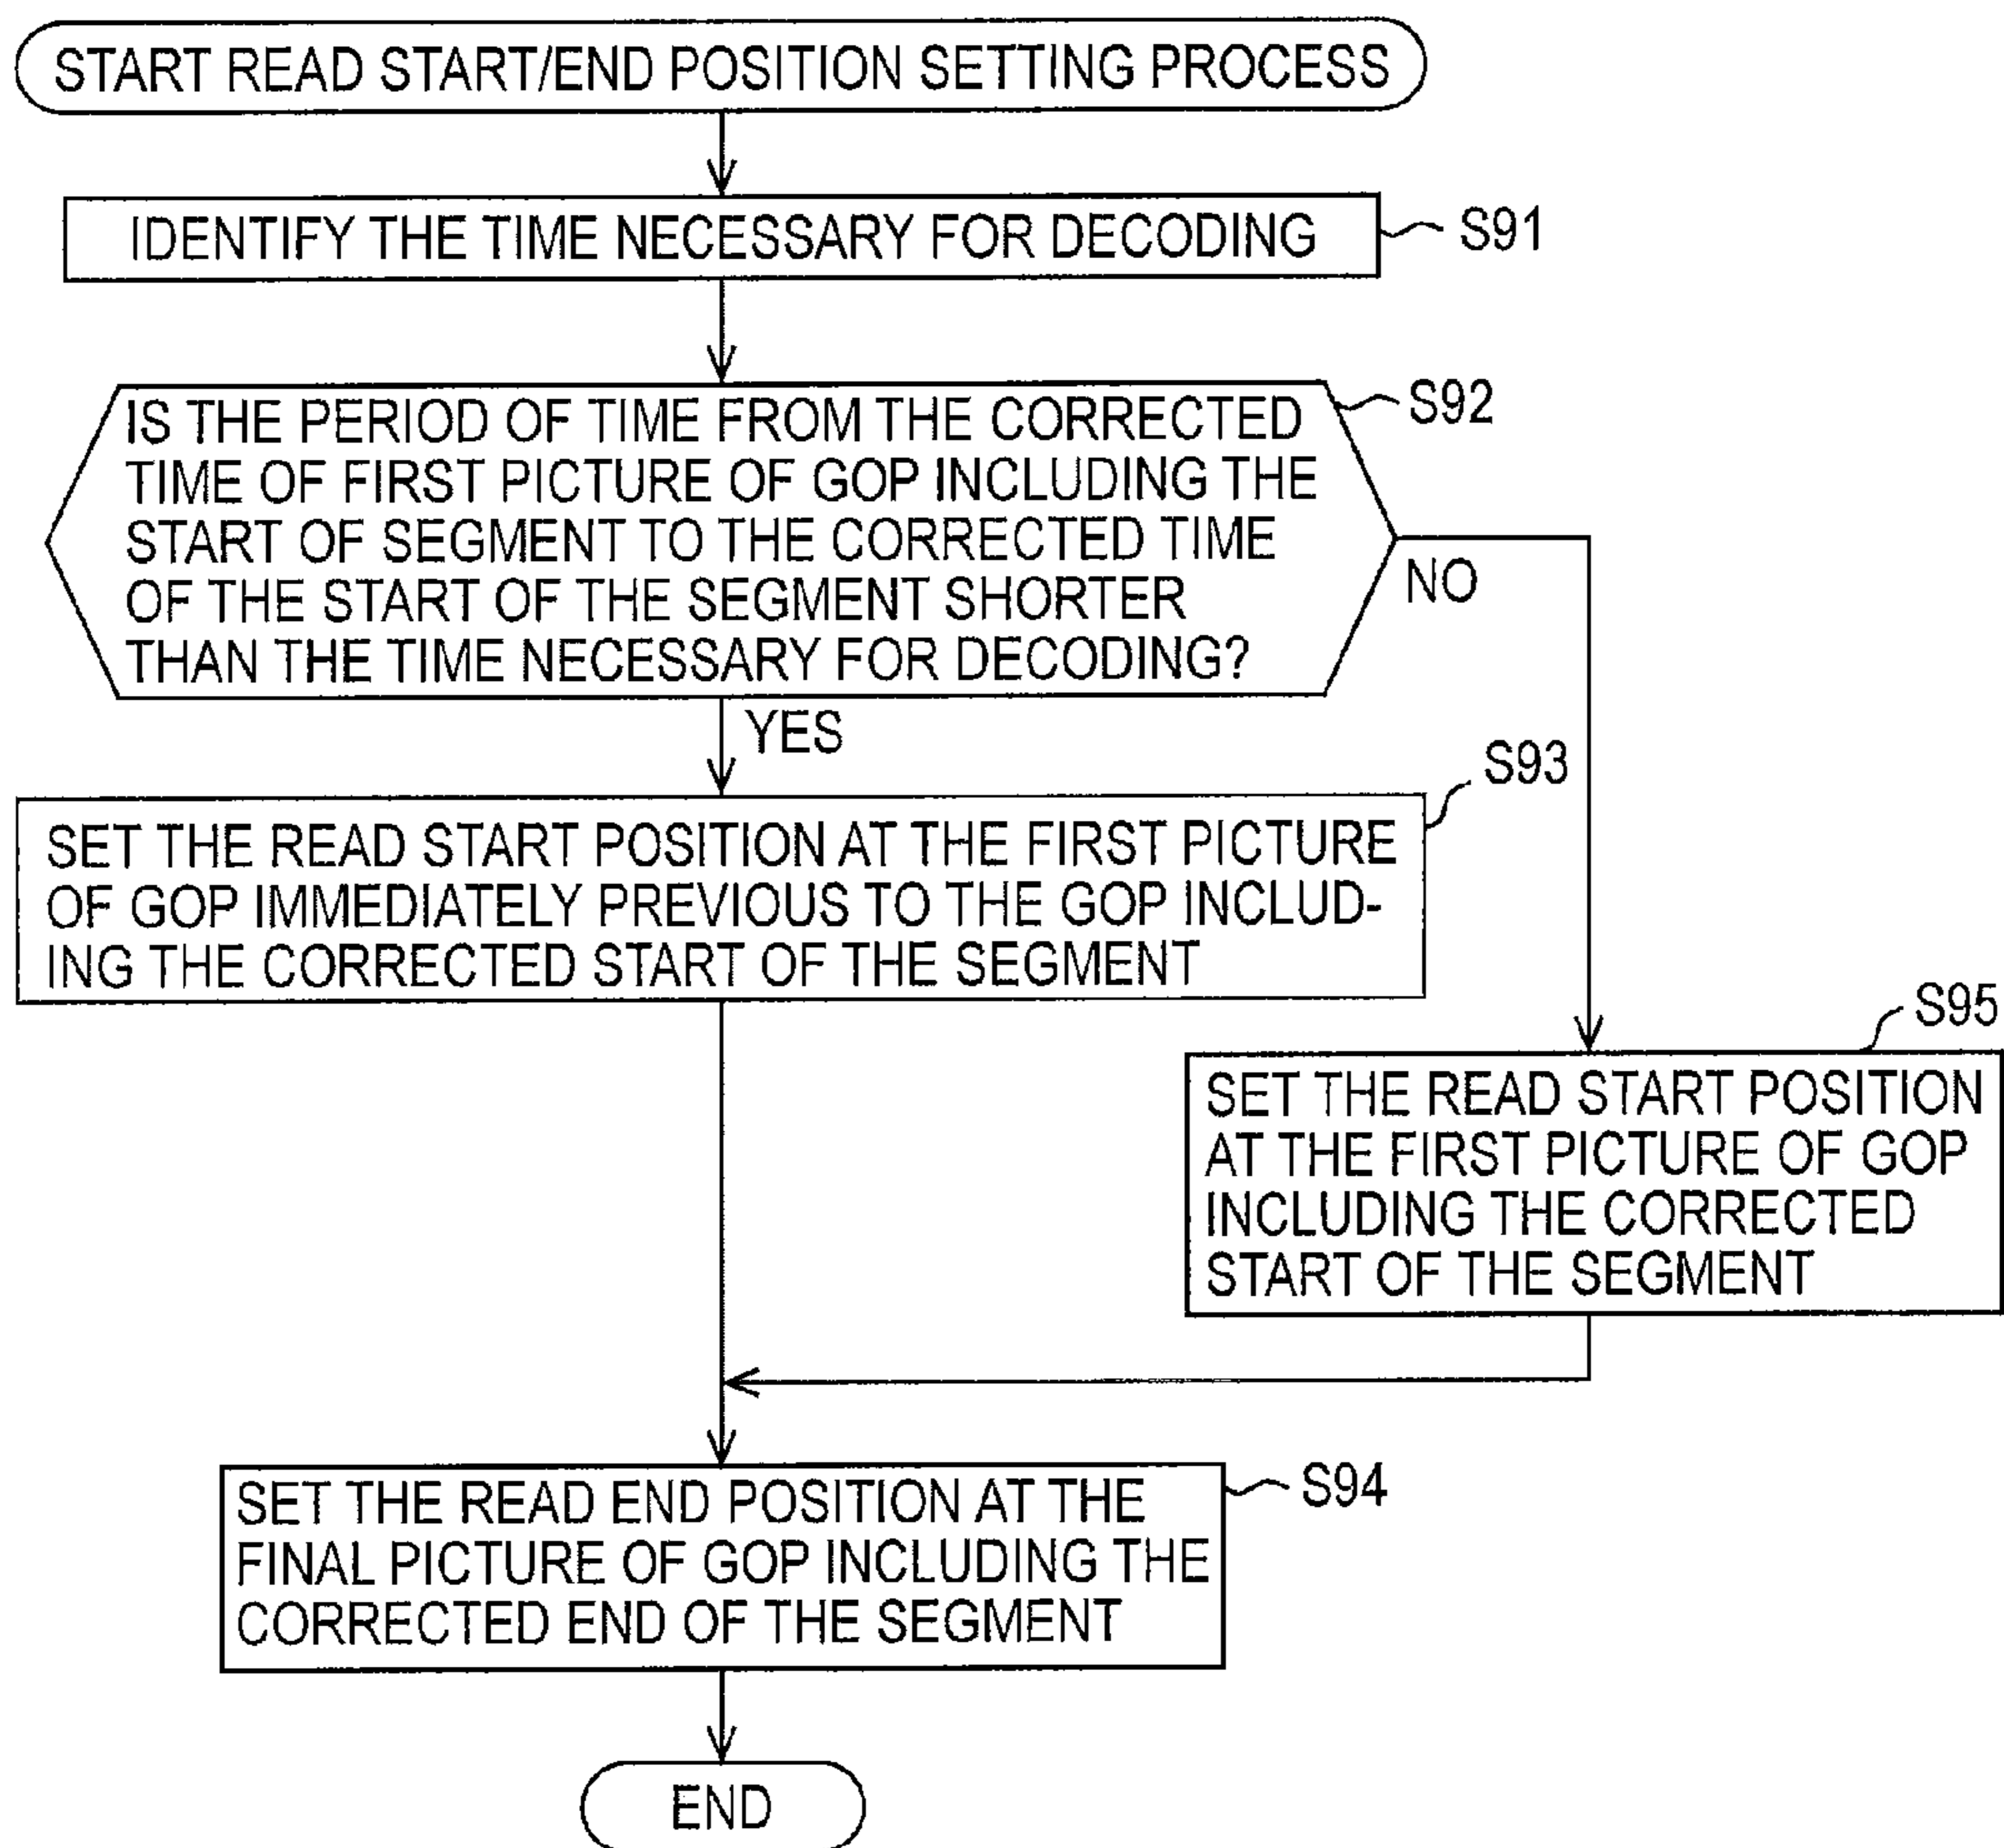 START READ START/END POSITION SETTING PROCESS
IDENTIFY THE TIME NECESSARY FOR DECODING
S91
S92
IS THE PERIOD OF TIME FROM THE CORRECTED
TIME OF FIRST PICTURE OF GOP INCLUDING THE
START OF SEGMENT TO THE CORRECTED TIME
OF THE START OF THE SEGMENT SHORTER
THAN THE TIME NECESSARY FOR DECODING?
NO
YES
S93
SET THE READ START POSITION AT THE FIRST PICTURE
OF GOP IMMEDIATELY PREVIOUS TO THE GOP INCLUD-
ING THE CORRECTED START OF THE SEGMENT
S95
SET THE READ START POSITION
AT THE FIRST PICTURE OF GOP
INCLUDING THE CORRECTED
START OF THE SEGMENT
S94
SET THE READ END POSITION AT THE
FINAL PICTURE OF GOP INCLUDING THE
CORRECTED END OF THE SEGMENT
END